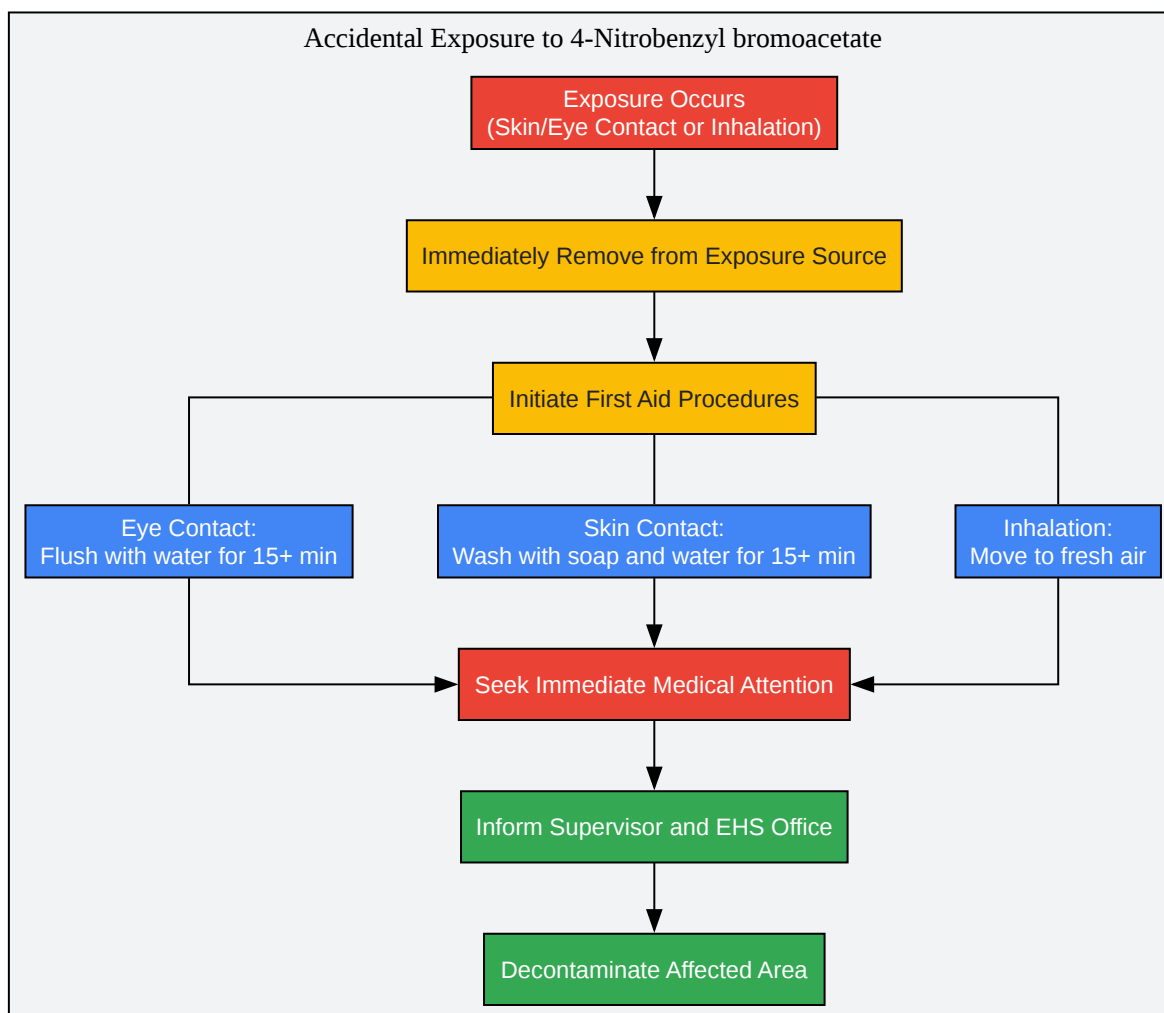 Accidental Exposure to 4-Nitrobenzyl bromoacetate
Exposure Occurs
(Skin/Eye Contact or Inhalation)
Immediately Remove from Exposure Source
Initiate First Aid Procedures
Eye Contact:
Flush with water for 15+ min
Skin Contact:
Wash with soap and water for 15+ min
Inhalation:
Move to fresh air
Seek Immediate Medical Attention
Inform Supervisor and EHS Office
Decontaminate Affected Area